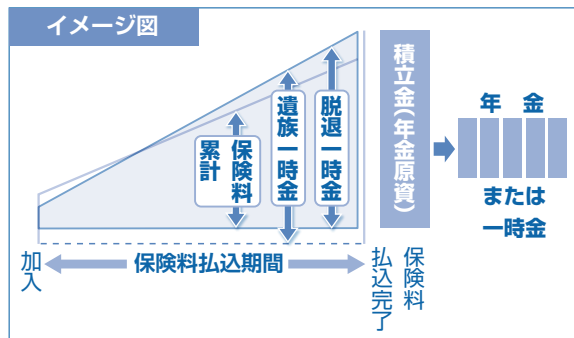 イメージ図
保険料
累計
遺族一時金
脱退一時金
積立金(年金原資)
年金
または
一時金
加入
保険料払込期間
保険料
払込完了